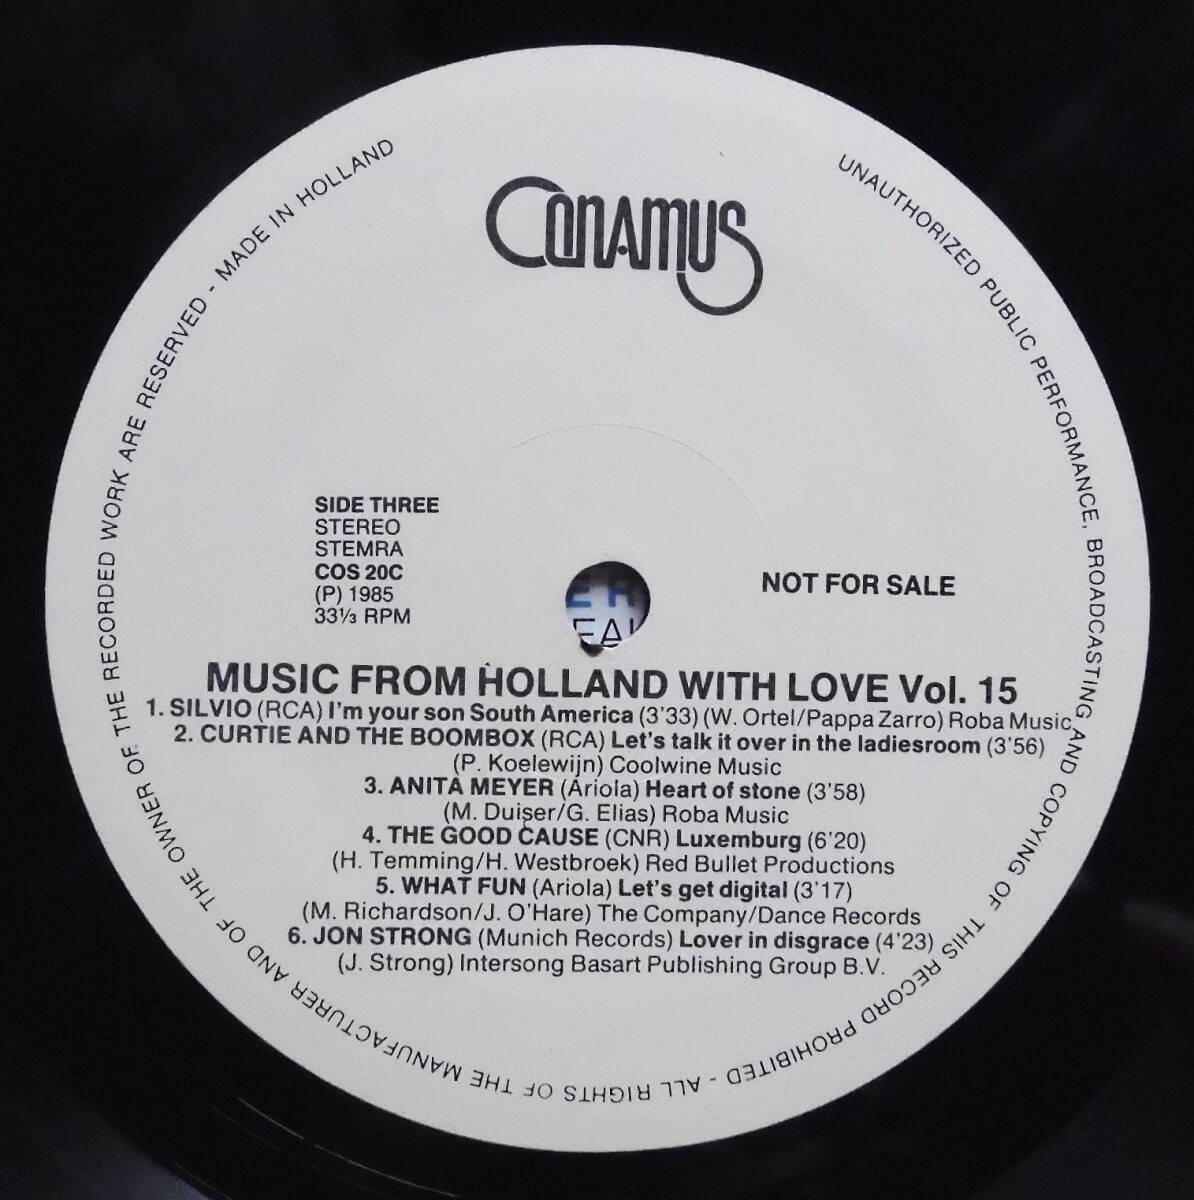 CONAMUS
UNAUTHORIZED PUBLIC PERFORMANCE, BROADCASTING AND COPYING OF THIS RECORD PROHIBITED - ALL RIGHTS OF THE MANUFACTURER AND OF THE OWNER OF THE RECORDED WORK ARE RESERVED - MADE IN HOLLAND
SIDE THREE
STEREO
STEMRA
COS 20C
(P) 1985
33⅓ RPM
NOT FOR SALE
MUSIC FROM HOLLAND WITH LOVE Vol. 15
1. SILVIO (RCA) I'm your son South America (3'33) (W. Ortel/Pappa Zarro) Roba Music
2. CURTIE AND THE BOOMBOX (RCA) Let's talk it over in the ladiesroom (3'56)
(P. Koelewijn) Coolwine Music
3. ANITA MEYER (Ariola) Heart of stone (3'58)
(M. Duiser/G. Elias) Roba Music
4. THE GOOD CAUSE (CNR) Luxemburg (6'20)
(H. Temming/H. Westbroek) Red Bullet Productions
5. WHAT FUN (Ariola) Let's get digital (3'17)
(M. Richardson/J. O'Hare) The Company/Dance Records
6. JON STRONG (Munich Records) Lover in disgrace (4'23)
(J. Strong) Intersong Basart Publishing Group B.V.